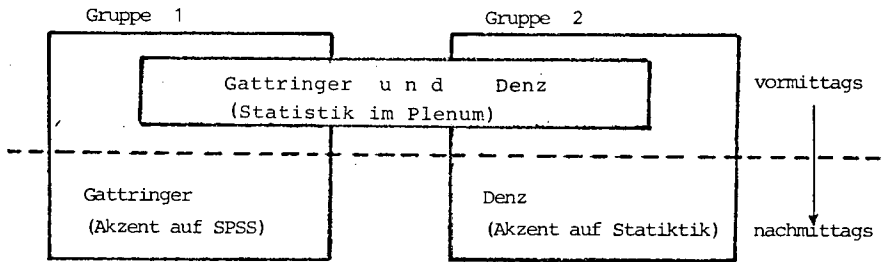 Gruppe 1
Gruppe 2
Gattringer und Denz
(Statistik im Plenum)
vormittags
Gattringer
(Akzent auf SPSS)
Denz
(Akzent auf Statiktik)
nachmittags